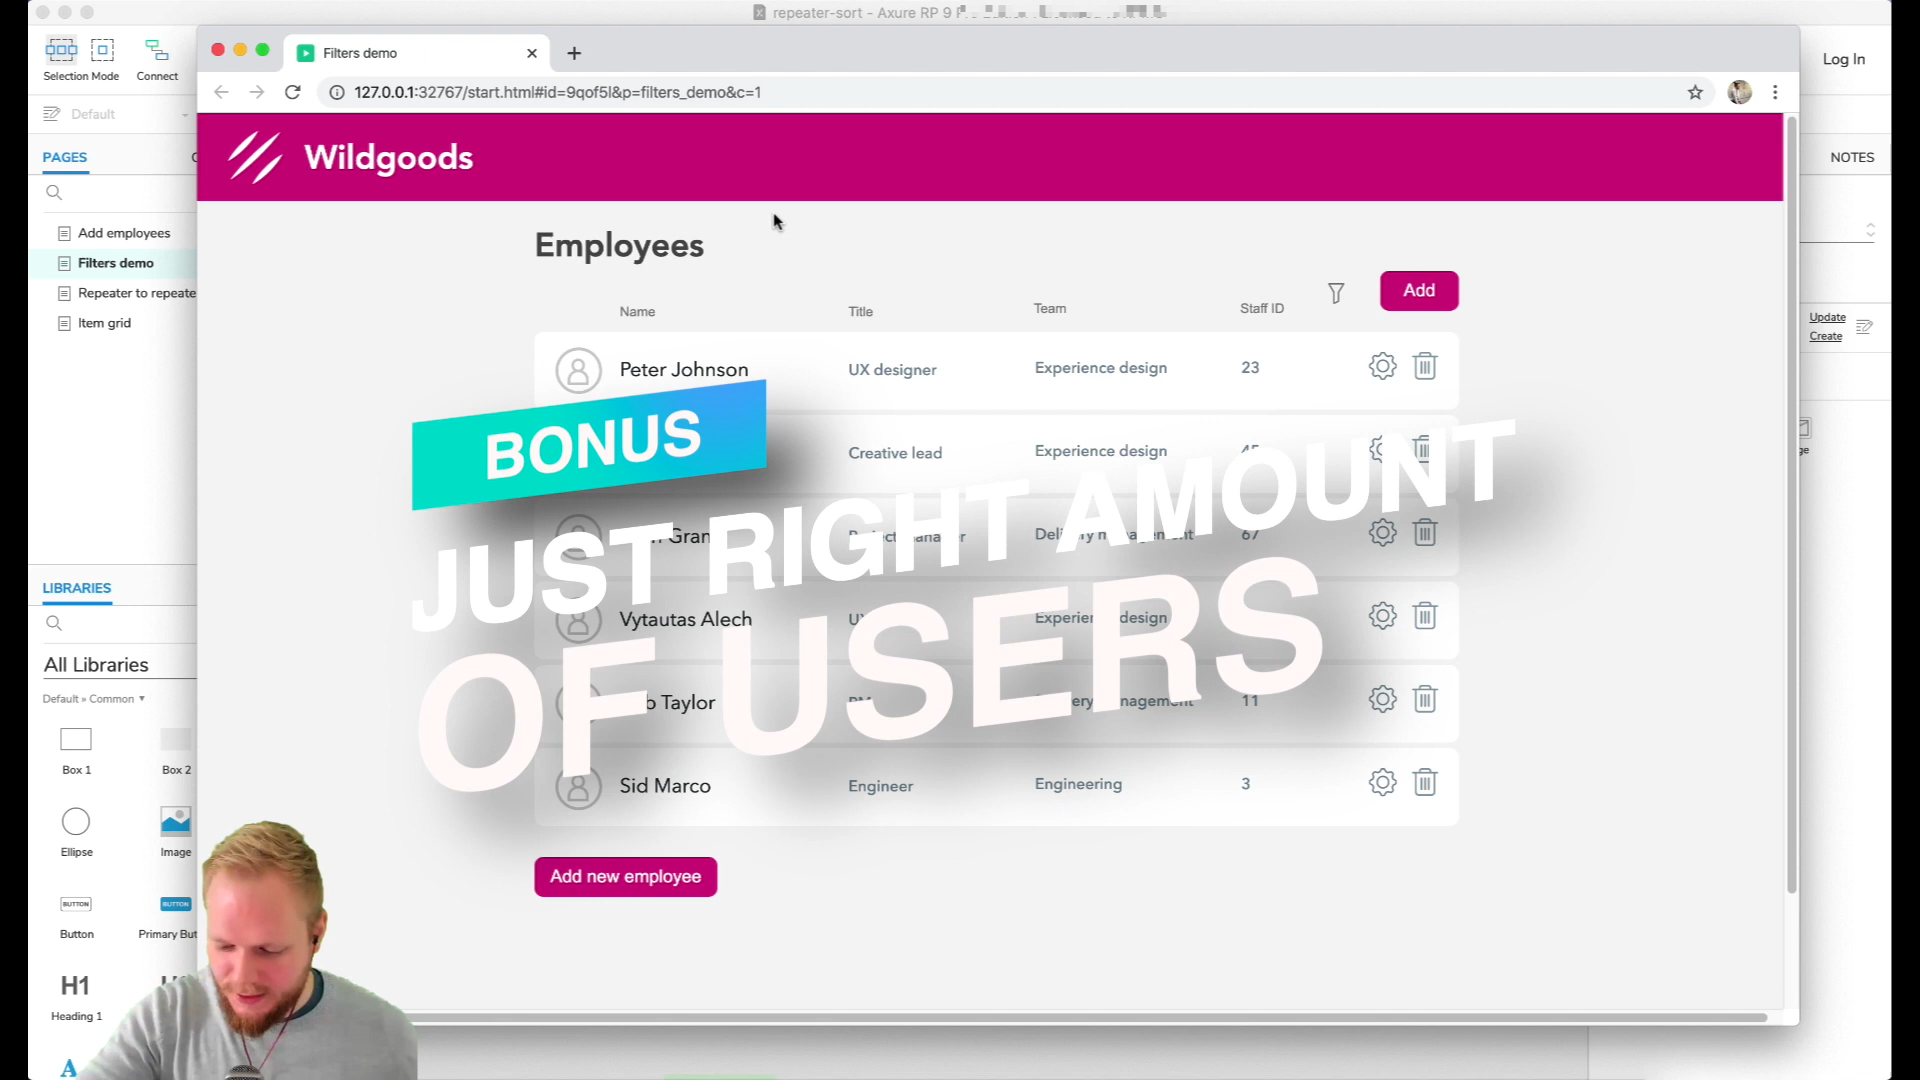 repeater-sort - Axure RP 9
Selection Mode
Connect
Log In
Default
Filters demo
127.0.0.1:32767/start.html#id=9qof5l&p=filters_demo&c=1
PAGES
NOTES
Add employees
Filters demo
Repeater to repeate
Item grid
Update
Create
Wildgoods
Employees
Add
Name Title Team Staff ID
Peter Johnson UX designer Experience design 23
BONUS
Creative lead Experience design
JUST RIGHT AMOUNT
OF USERS
Vytautas Alech
Taylor 11
Sid Marco Engineer Engineering 3
Add new employee
LIBRARIES
All Libraries
Default » Common ▾
Box 1
Box 2
Ellipse
Image
BUTTON
BUTTON
Button
Primary But
H1
Heading 1
A